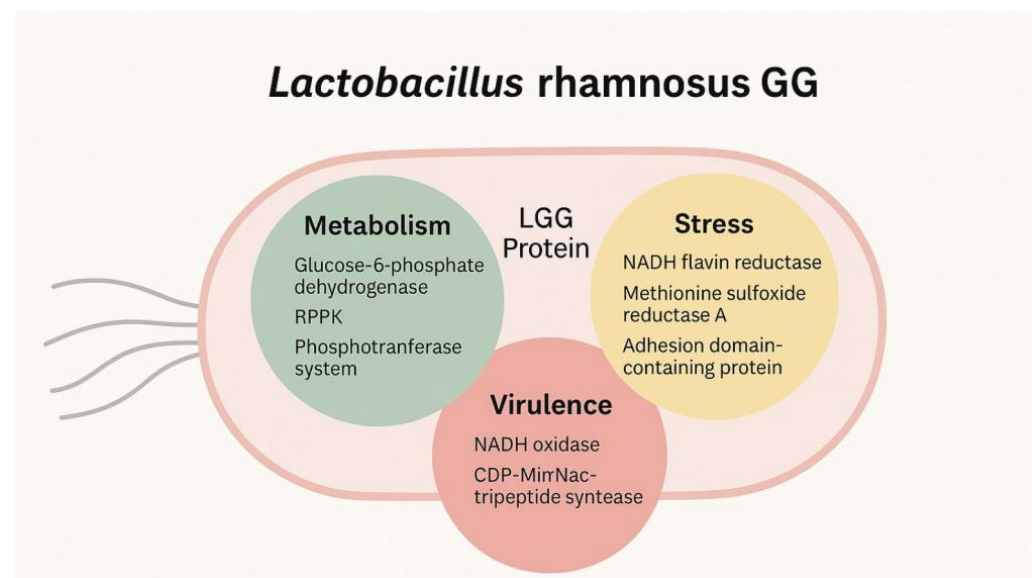 Lactobacillus rhamnosus GG
LGG
Protein
Metabolism
Glucose-6-phosphate
dehydrogenase
RPPK
Phosphotranferase
system
Stress
NADH flavin reductase
Methionine sulfoxide
reductase A
Adhesion domain-
containing protein
Virulence
NADH oxidase
CDP-MimNac-
tripeptide syntease